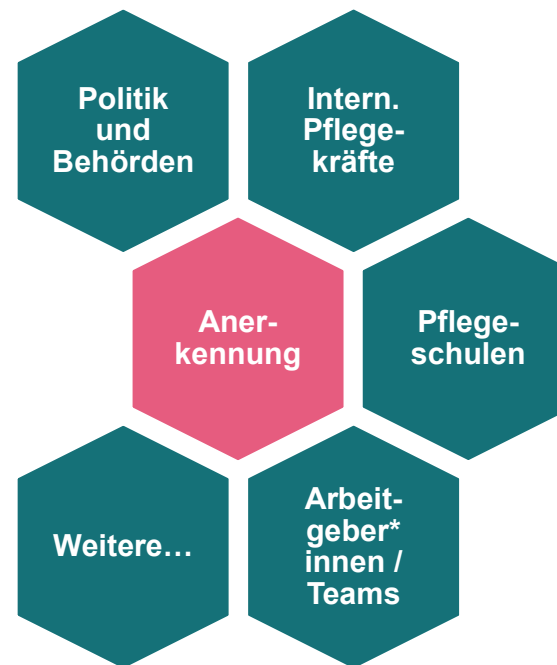 Politik
und
Behörden
Intern.
Pflege-
kräfte
Aner-
kennung
Pflege-
schulen
Weitere…
Arbeit-
geber*
innen /
Teams